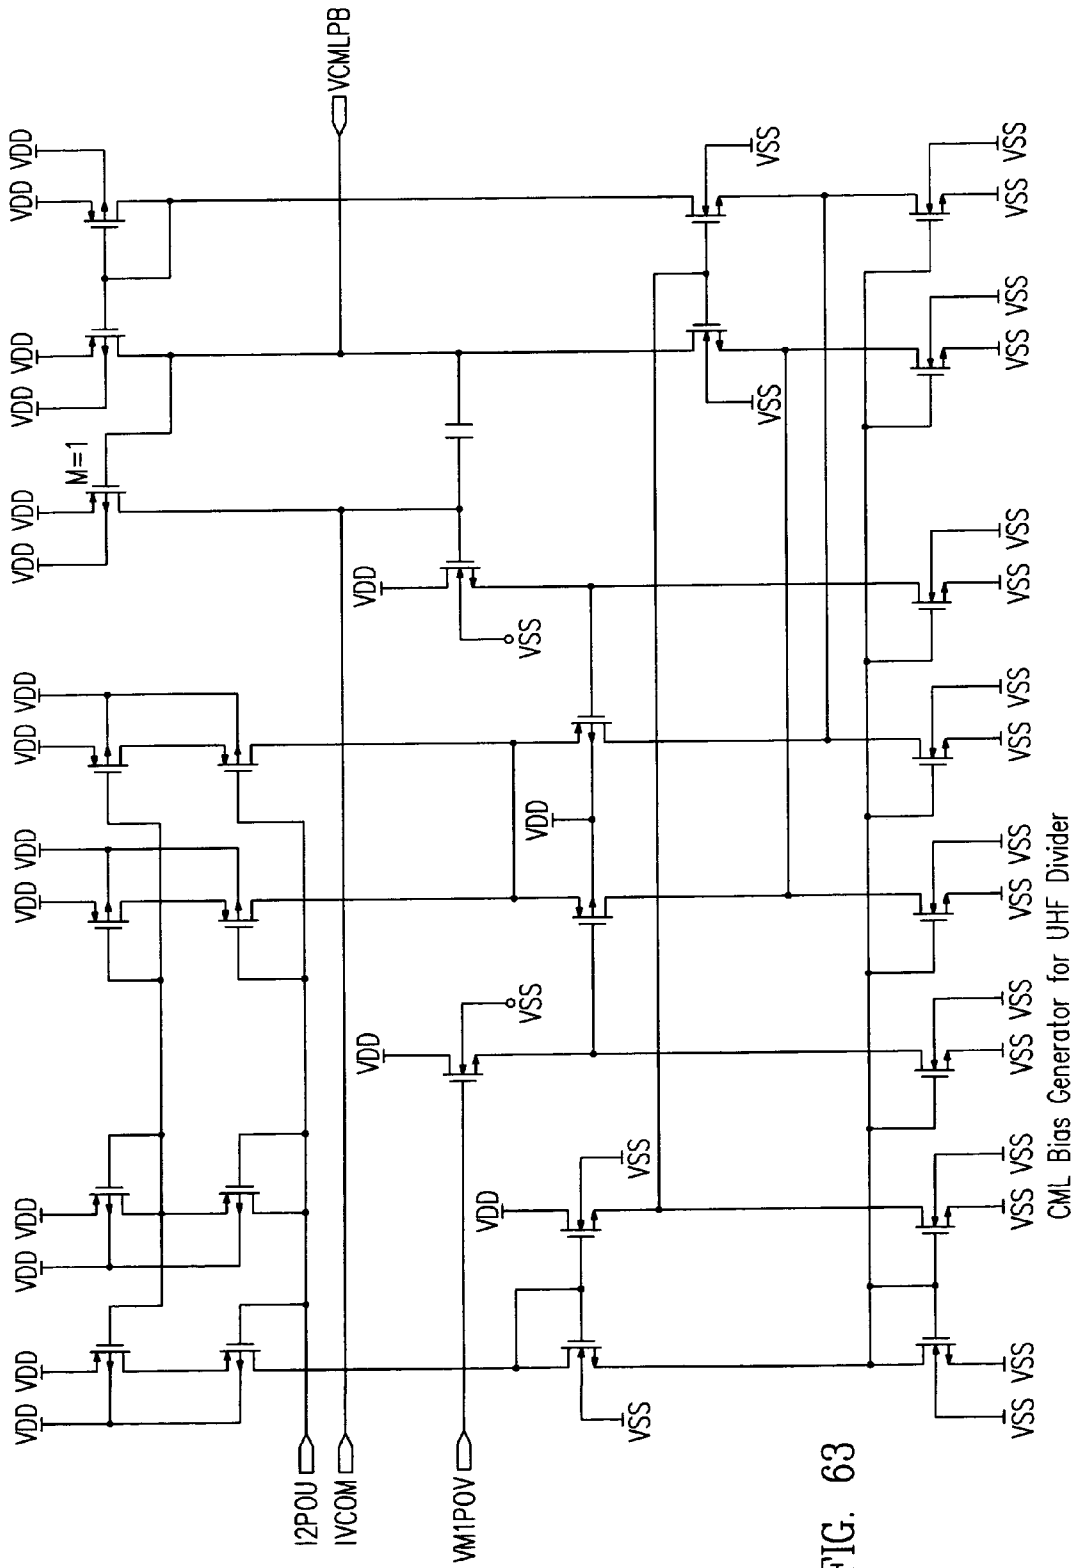 VDD VDD VDD VDD VDD VDD VDD VDD VDD VDD VDD VDD VDD VDD
M=1
I2POU
VCMLPB
IVCOM
VDD
VDD
VM1POV
VDD
VSS
VSS
VDD
VSS
VSS
VSS
VSS
VSS VSS VSS VSS VSS VSS VSS VSS VSS VSS VSS VSS VSS VSS VSS VSS
FIG. 63
CML Bias Generator for UHF Divider